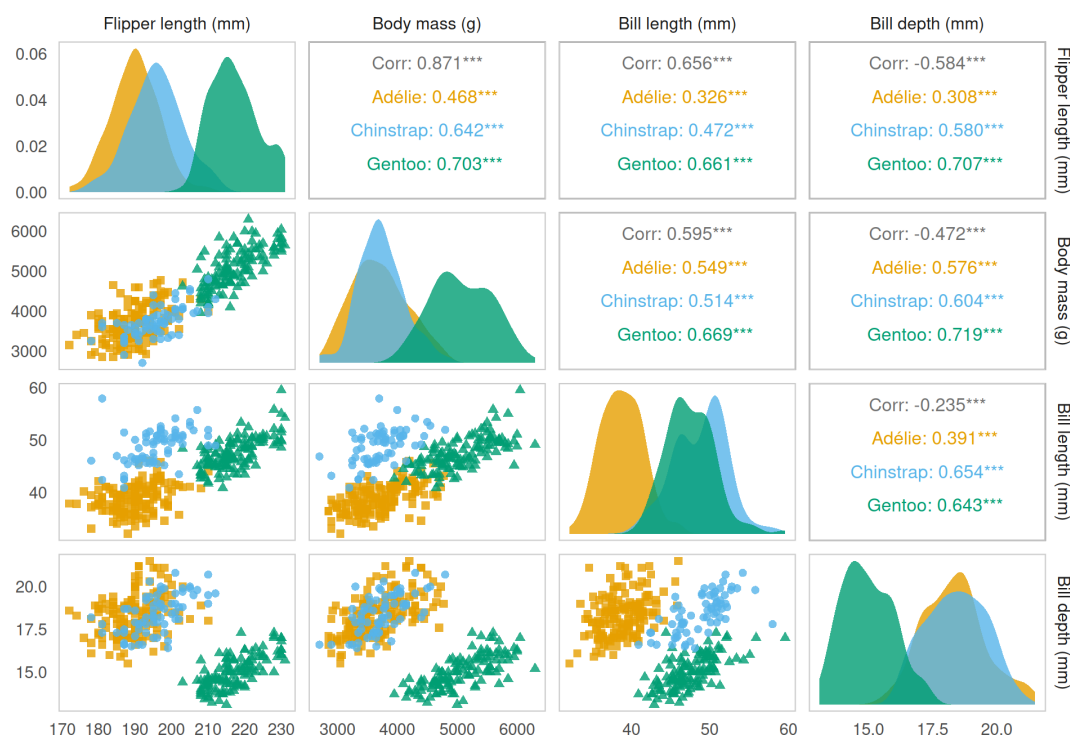 Flipper length (mm)
Body mass (g)
Bill length (mm)
Bill depth (mm)
0.06
0.04
0.02
0.00
Corr: 0.871***
Adélie: 0.468***
Chinstrap: 0.642***
Gentoo: 0.703***
Corr: 0.656***
Adélie: 0.326***
Chinstrap: 0.472***
Gentoo: 0.661***
Corr: -0.584***
Adélie: 0.308***
Chinstrap: 0.580***
Gentoo: 0.707***
Flipper length (mm)
6000
5000
4000
3000
Corr: 0.595***
Adélie: 0.549***
Chinstrap: 0.514***
Gentoo: 0.669***
Corr: -0.472***
Adélie: 0.576***
Chinstrap: 0.604***
Gentoo: 0.719***
Body mass (g)
60
50
40
Corr: -0.235***
Adélie: 0.391***
Chinstrap: 0.654***
Gentoo: 0.643***
Bill length (mm)
20.0
17.5
15.0
Bill depth (mm)
170 180 190 200 210 220 230
3000 4000 5000 6000
40 50 60
15.0 17.5 20.0